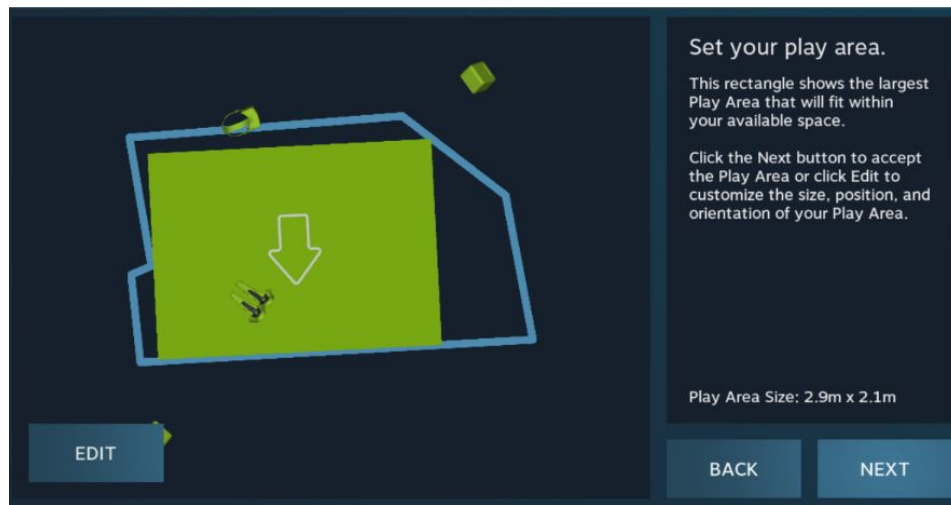 Set your play area.
This rectangle shows the largest
Play Area that will fit within
your available space.
Click the Next button to accept
the Play Area or click Edit to
customize the size, position, and
orientation of your Play Area.
Play Area Size: 2.9m x 2.1m
EDIT
BACK
NEXT